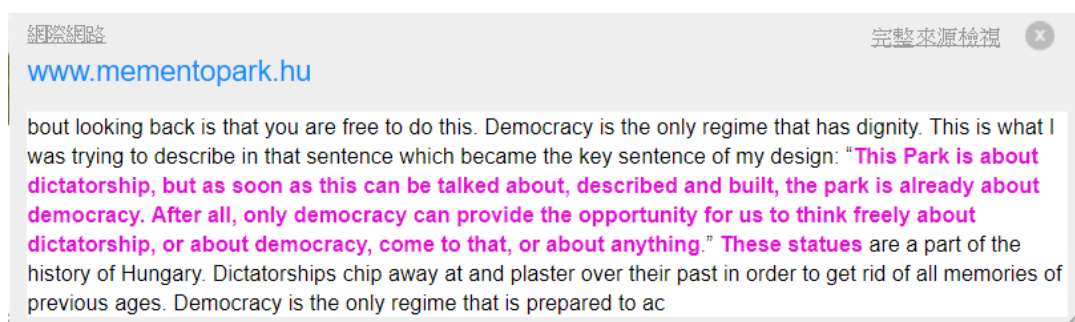 網際網路
完整來源檢視
www.mementopark.hu
bout looking back is that you are free to do this. Democracy is the only regime that has dignity. This is what I
was trying to describe in that sentence which became the key sentence of my design: “This Park is about
dictatorship, but as soon as this can be talked about, described and built, the park is already about
democracy. After all, only democracy can provide the opportunity for us to think freely about
dictatorship, or about democracy, come to that, or about anything.” These statues are a part of the
history of Hungary. Dictatorships chip away at and plaster over their past in order to get rid of all memories of
previous ages. Democracy is the only regime that is prepared to ac